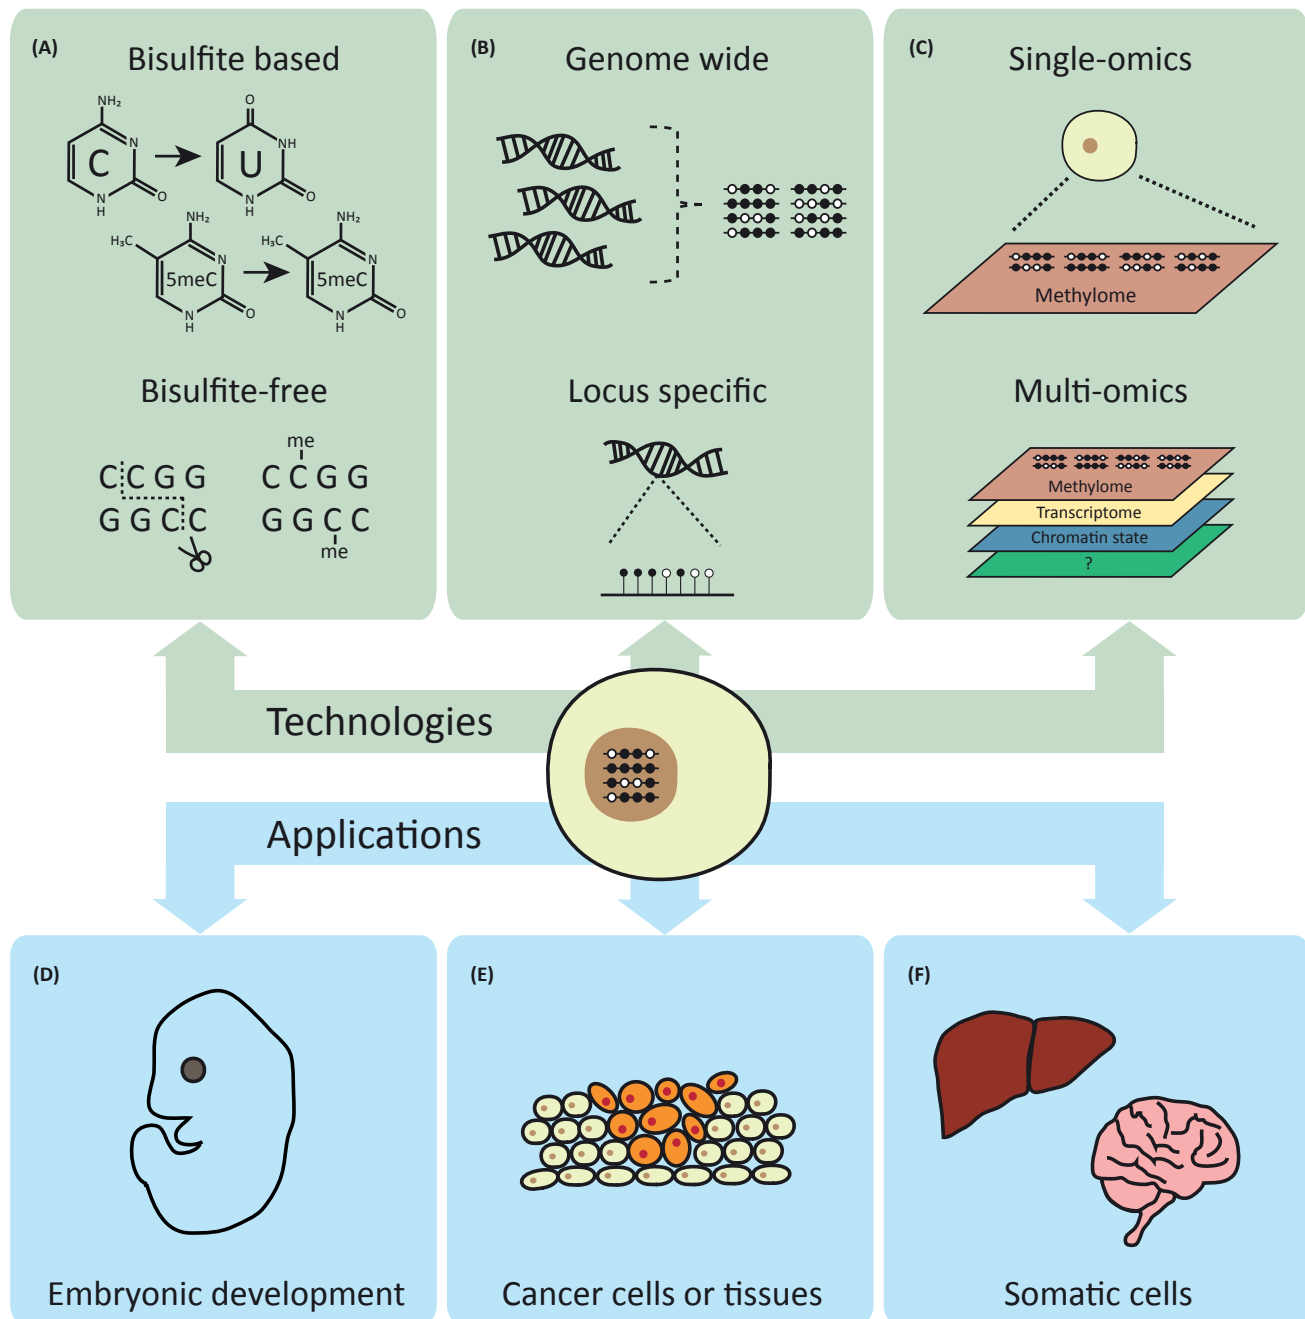 (A)
Bisulfite based
NH₂
N
C
N
H
O
O
NH
U
N
H
O
NH₂
H₃C
N
5meC
N
H
O
NH₂
H₃C
N
5meC
N
H
O
Bisulfite-free
C C G G
G G C C
me
C C G G
G G C C
me
(B)
Genome wide
Locus specific
(C)
Single-omics
Methylome
Multi-omics
Methylome
Transcriptome
Chromatin state
?
Technologies
Applications
(D)
Embryonic development
(E)
Cancer cells or tissues
(F)
Somatic cells